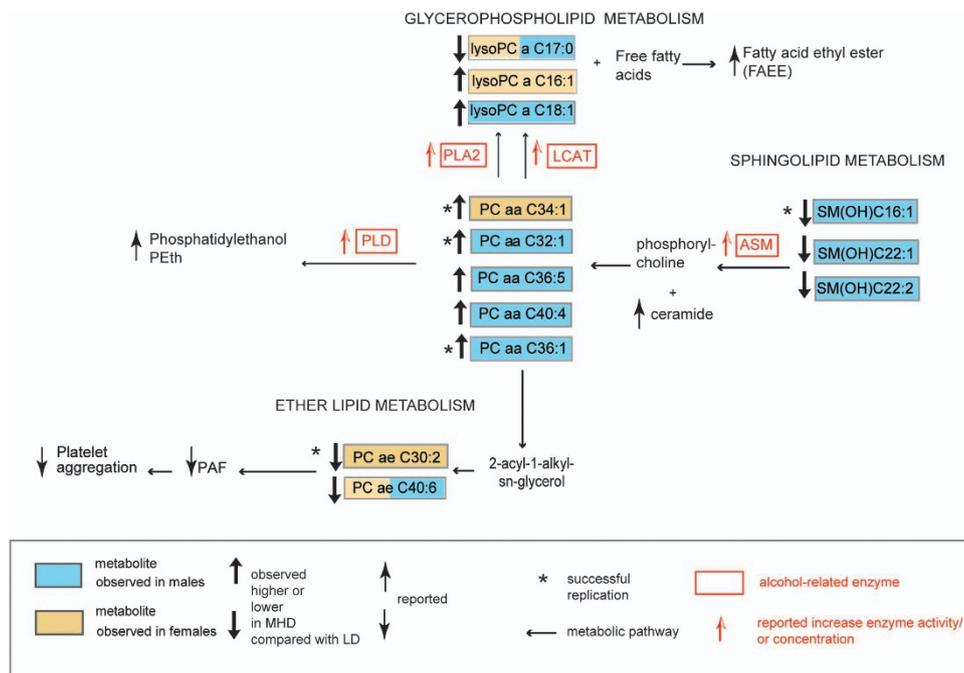 GLYCEROPHOSPHOLIPID METABOLISM
lysoPC a C17:0
lysoPC a C16:1
lysoPC a C18:1
+
Free fatty
acids
Fatty acid ethyl ester
(FAEE)
PLA2
LCAT
SPHINGOLIPID METABOLISM
* PC aa C34:1
* PC aa C32:1
PC aa C36:5
PC aa C40:4
* PC aa C36:1
Phosphatidylethanol
PEth
PLD
phosphoryl-
choline
+
ceramide
ASM
* SM(OH)C16:1
SM(OH)C22:1
SM(OH)C22:2
ETHER LIPID METABOLISM
Platelet
aggregation
PAF
* PC ae C30:2
PC ae C40:6
2-acyl-1-alkyl-
sn-glycerol
metabolite
observed in males
metabolite
observed in females
observed
higher or
lower
in MHD
compared with LD
reported
* successful
replication
metabolic pathway
alcohol-related enzyme
reported increase enzyme activity/
or concentration